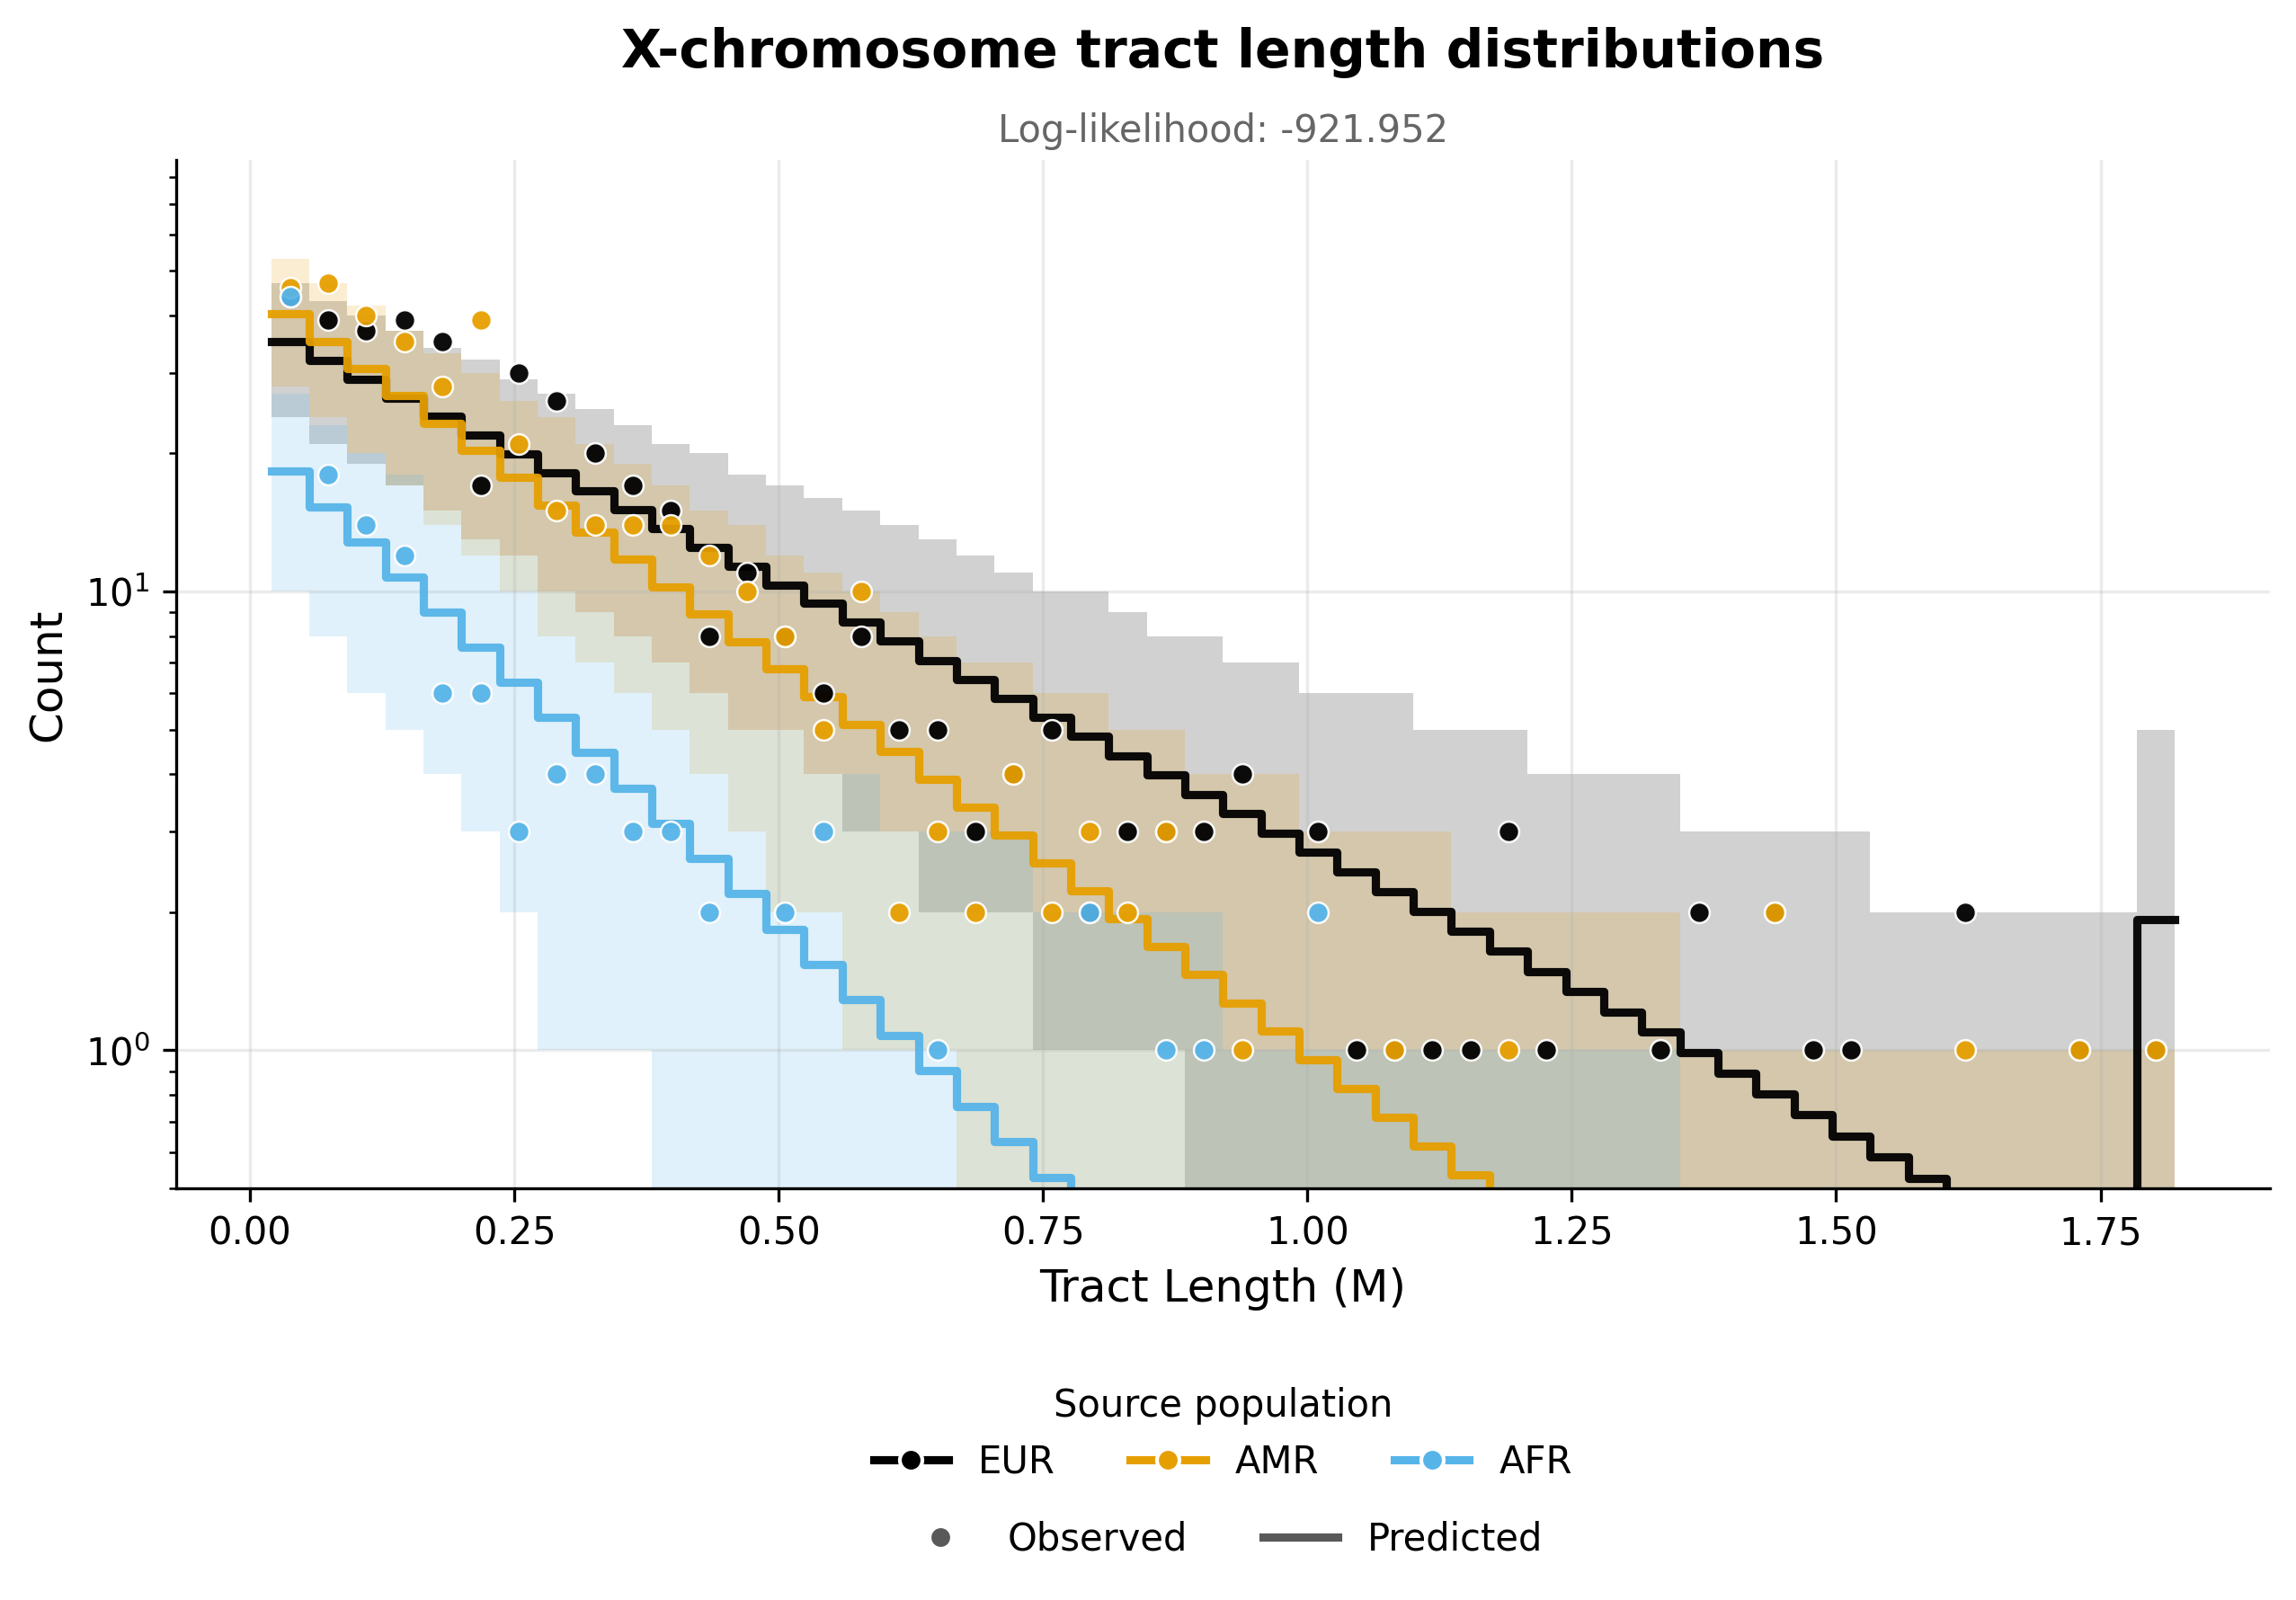 X-chromosome tract length distributions
Log-likelihood: -921.952
Count
10¹
10⁰
0.00 0.25 0.50 0.75 1.00 1.25 1.50 1.75
Tract Length (M)
Source population
EUR AMR AFR
Observed Predicted